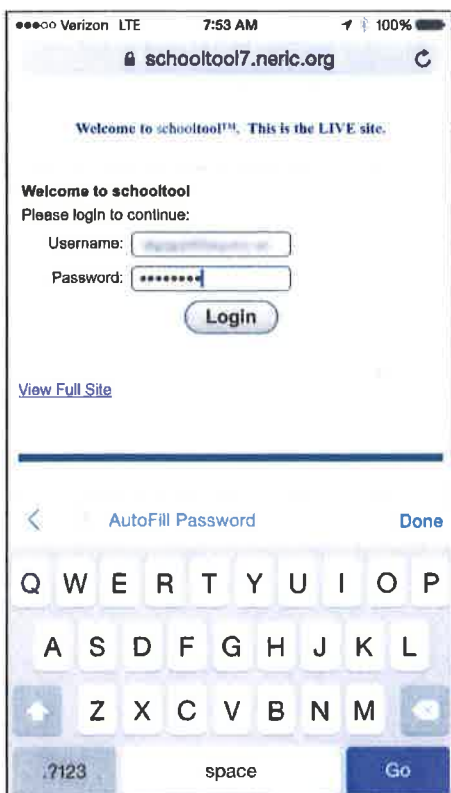 Verizon LTE 7:53 AM 100%
schooltool7.neric.org
Welcome to schooltool™. This is the LIVE site.
Welcome to schooltool
Please login to continue:
Username:
Password: ••••••••
Login
View Full Site
AutoFill Password Done
Q W E R T Y U I O P
A S D F G H J K L
Z X C V B N M
.?123 space Go